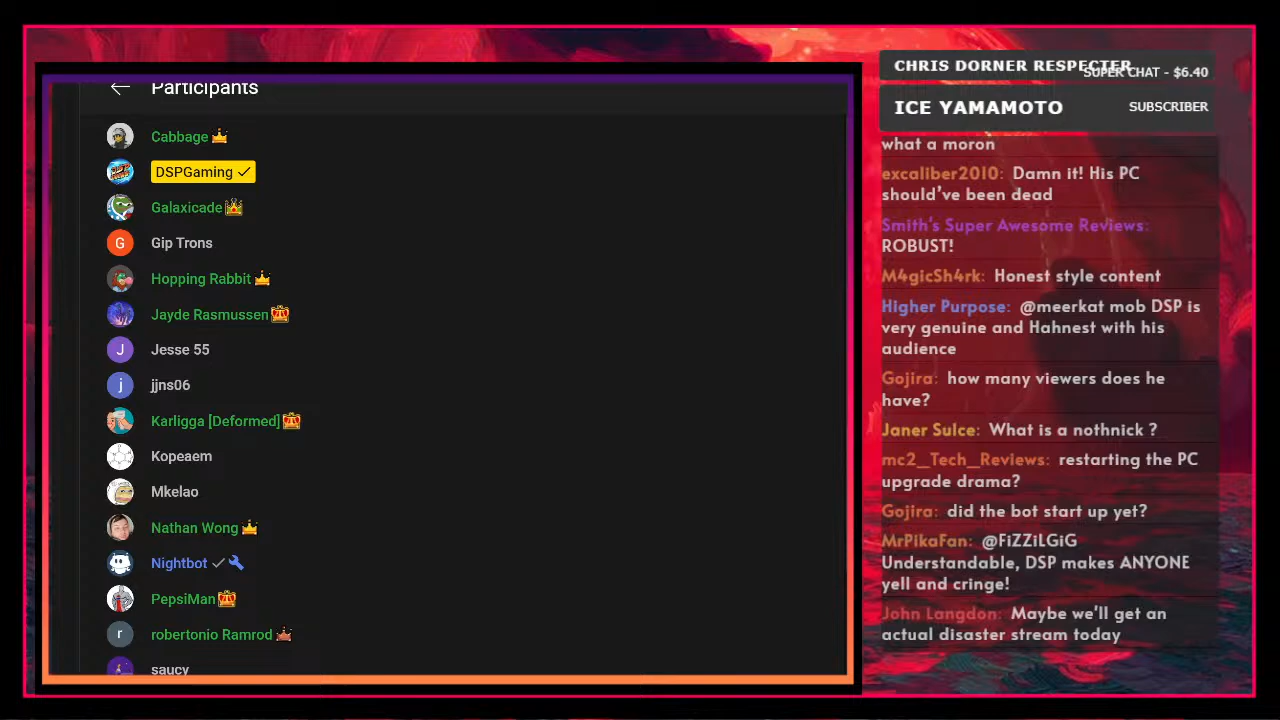 Participants
Cabbage
DSPGaming
Galaxicade
G Gip Trons
Hopping Rabbit
Jayde Rasmussen
J Jesse 55
j jjns06
Karligga [Deformed]
Kopeaem
Mkelao
Nathan Wong
Nightbot
PepsiMan
r robertonio Ramrod
saucy
CHRIS DORNER RESPECTER
SUPER CHAT - $6.40
ICE YAMAMOTO SUBSCRIBER
what a moron
excaliber2010: Damn it! His PC
should've been dead
Smith's Super Awesome Reviews:
ROBUST!
M4gicSh4rk: Honest style content
Higher Purpose: @meerkat mob DSP is
very genuine and Hahnest with his
audience
Gojira: how many viewers does he
have?
Janer Sulce: What is a nothnick ?
mc2_Tech_Reviews: restarting the PC
upgrade drama?
Gojira: did the bot start up yet?
MrPikaFan: @FiZZiLGiG
Understandable, DSP makes ANYONE
yell and cringe!
John Langdon: Maybe we'll get an
actual disaster stream today